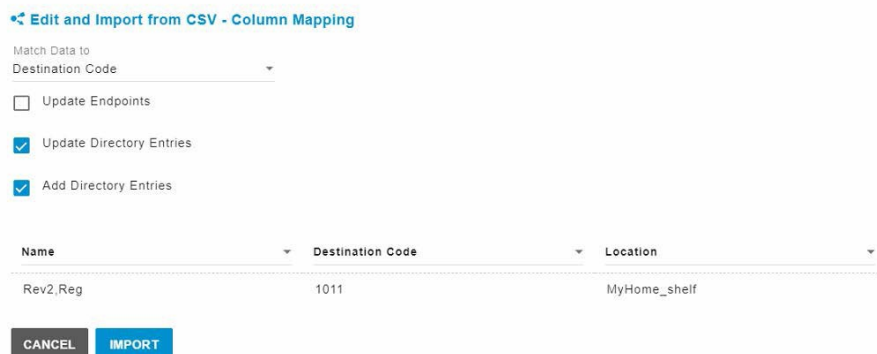 Edit and Import from CSV - Column Mapping
Match Data to
Destination Code
Update Endpoints
Update Directory Entries
Add Directory Entries
Name Destination Code Location
Rev2,Reg 1011 MyHome_shelf
CANCEL IMPORT